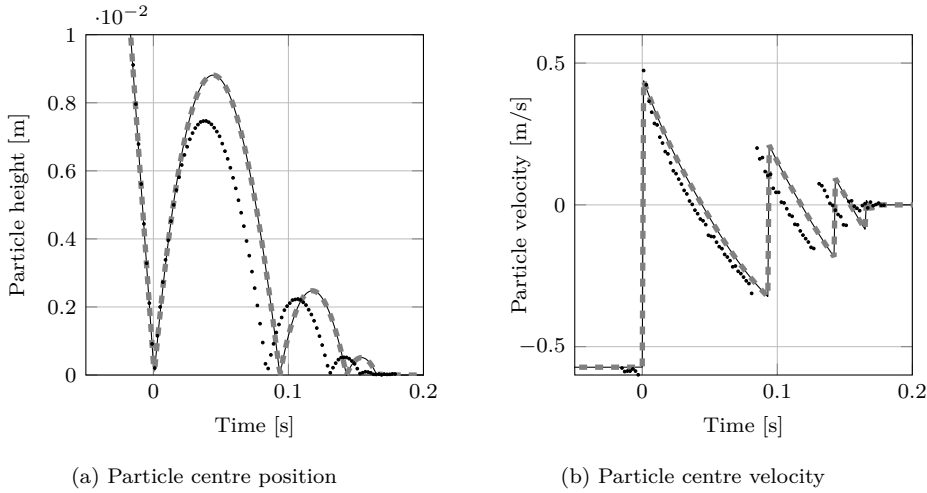 ·10⁻²
1
0.8
0.6
0.4
0.2
0
0
0.1
0.2
Particle height [m]
Time [s]
(a) Particle centre position
0.5
0
−0.5
0
0.1
0.2
Particle velocity [m/s]
Time [s]
(b) Particle centre velocity